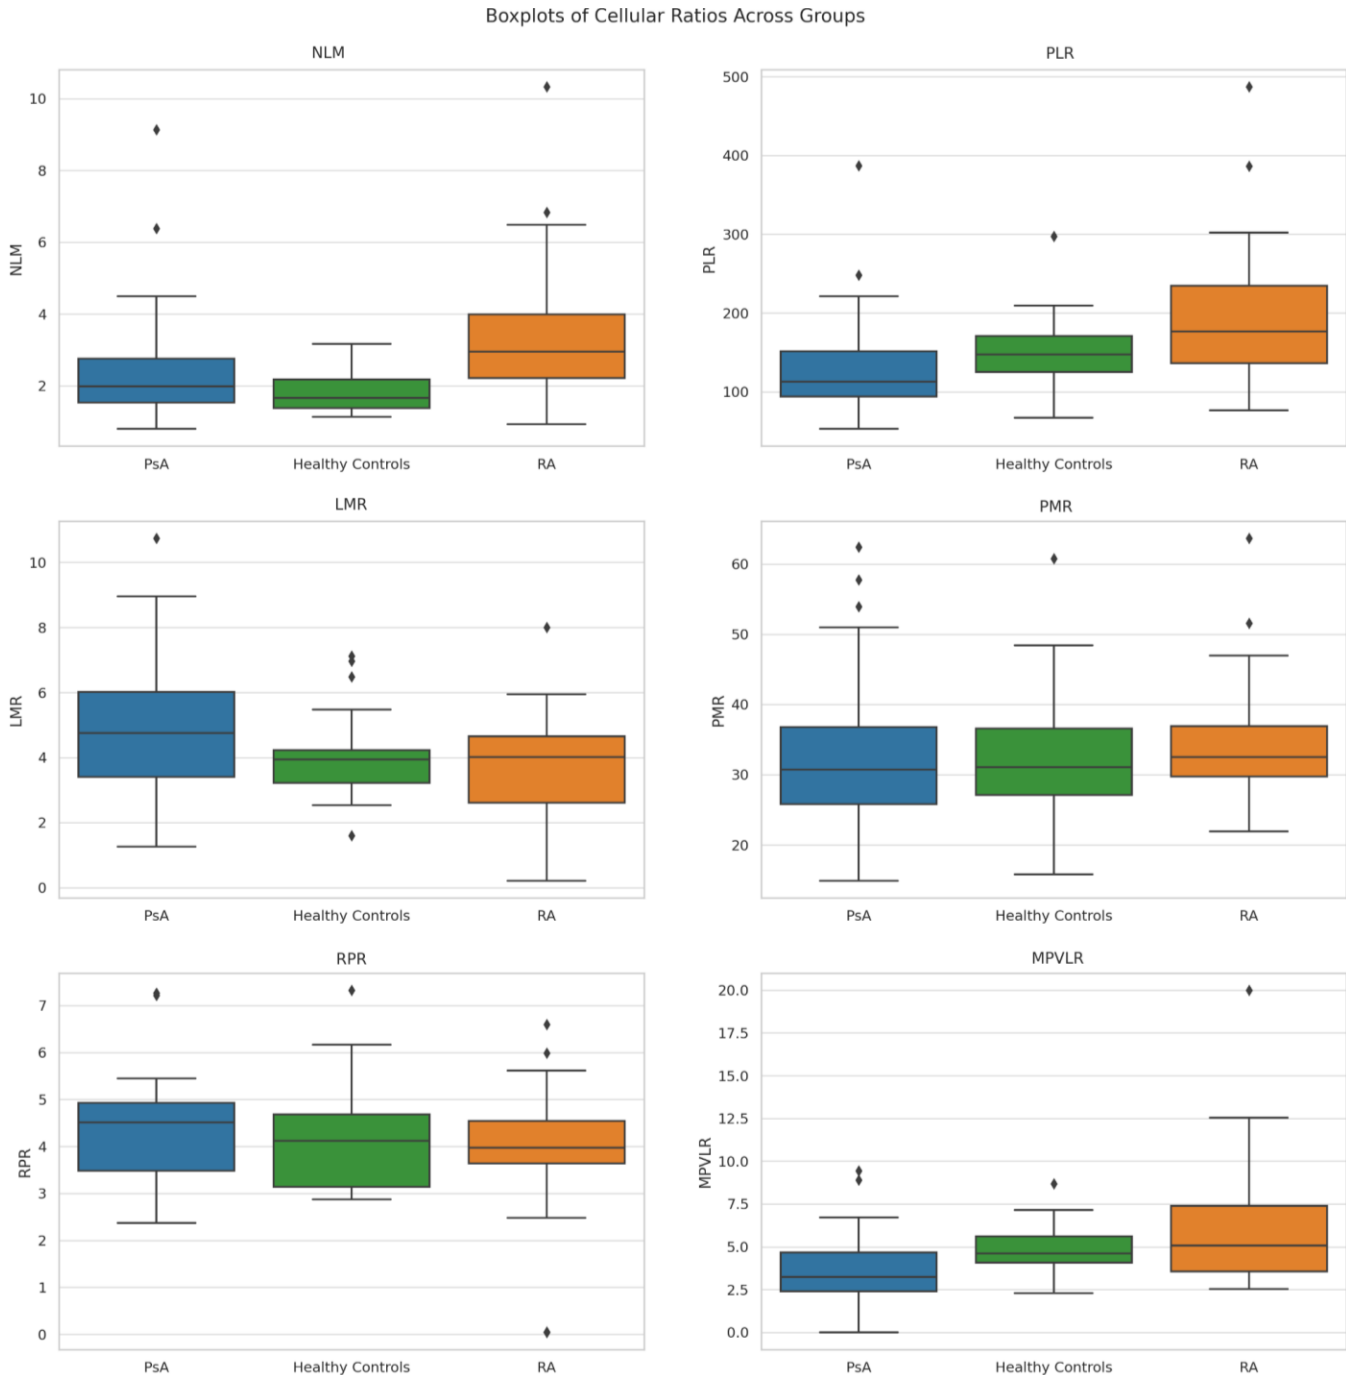 Boxplots of Cellular Ratios Across Groups
NLM
NLM
10
8
6
4
2
PsA
Healthy Controls
RA
PLR
PLR
500
400
300
200
100
PsA
Healthy Controls
RA
LMR
LMR
10
8
6
4
2
0
PsA
Healthy Controls
RA
PMR
PMR
60
50
40
30
20
PsA
Healthy Controls
RA
RPR
RPR
7
6
5
4
3
2
1
0
PsA
Healthy Controls
RA
MPVLR
MPVLR
20.0
17.5
15.0
12.5
10.0
7.5
5.0
2.5
0.0
PsA
Healthy Controls
RA